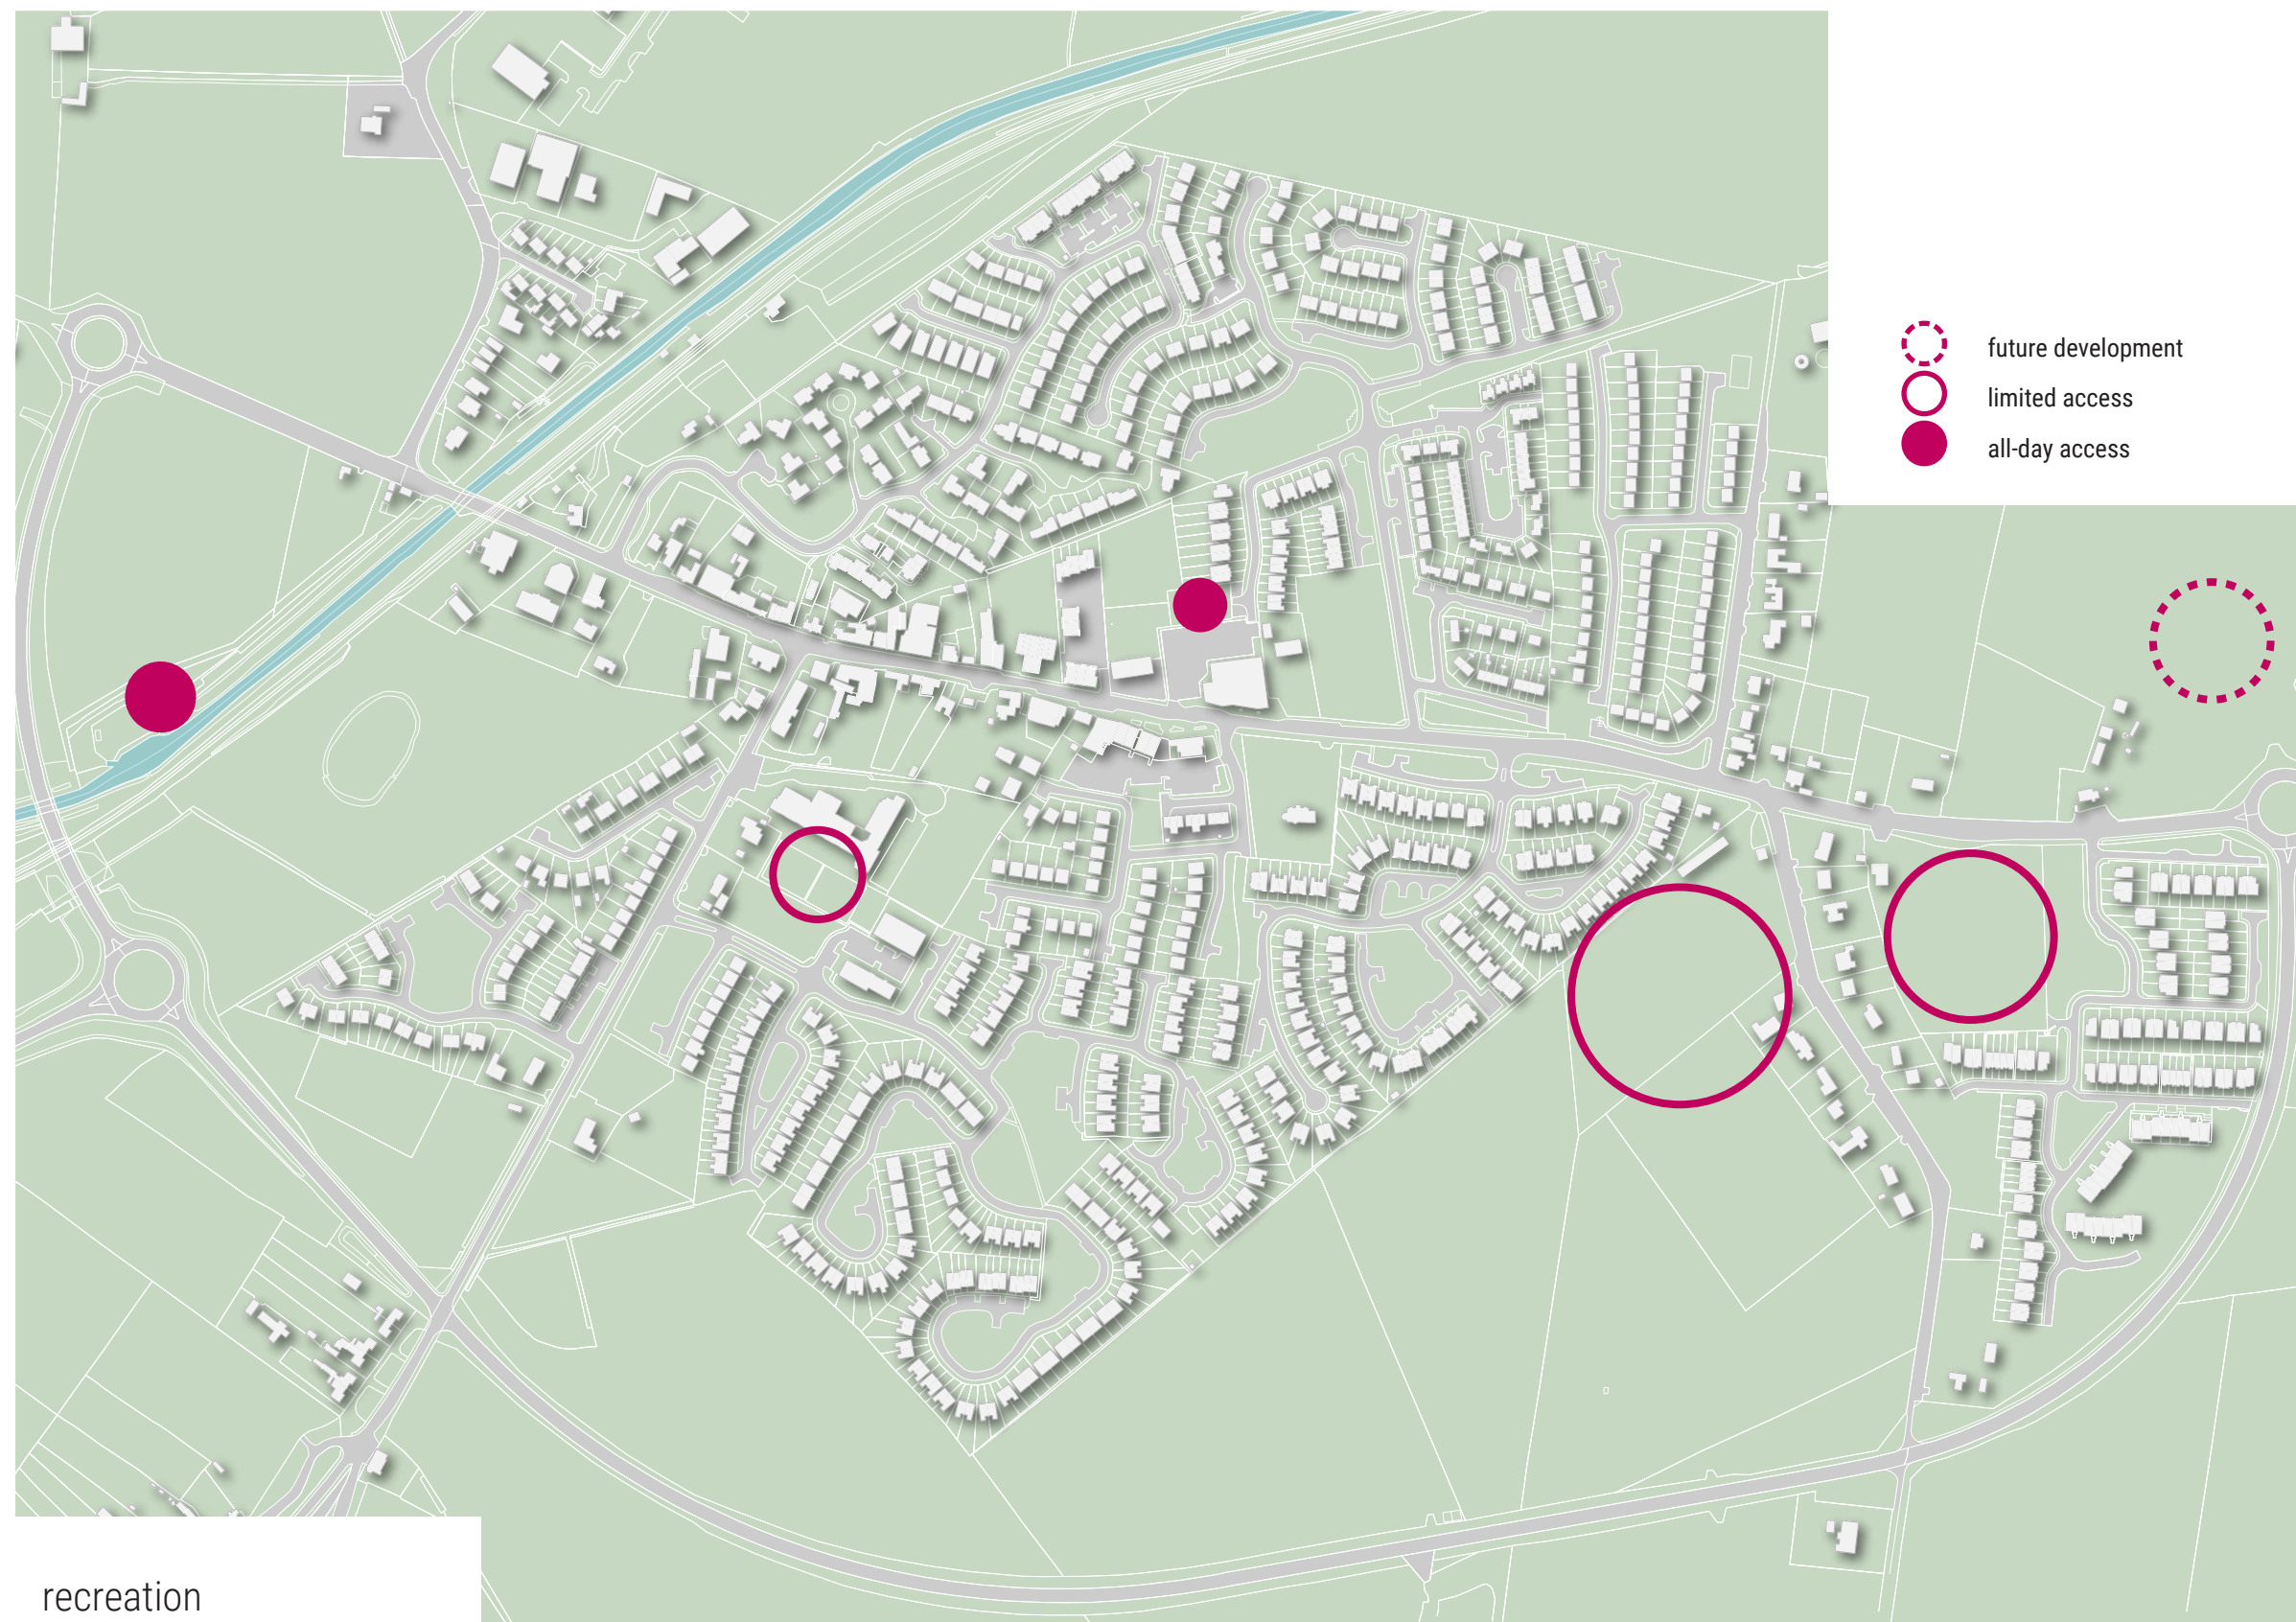 future development
limited access
all-day access
recreation